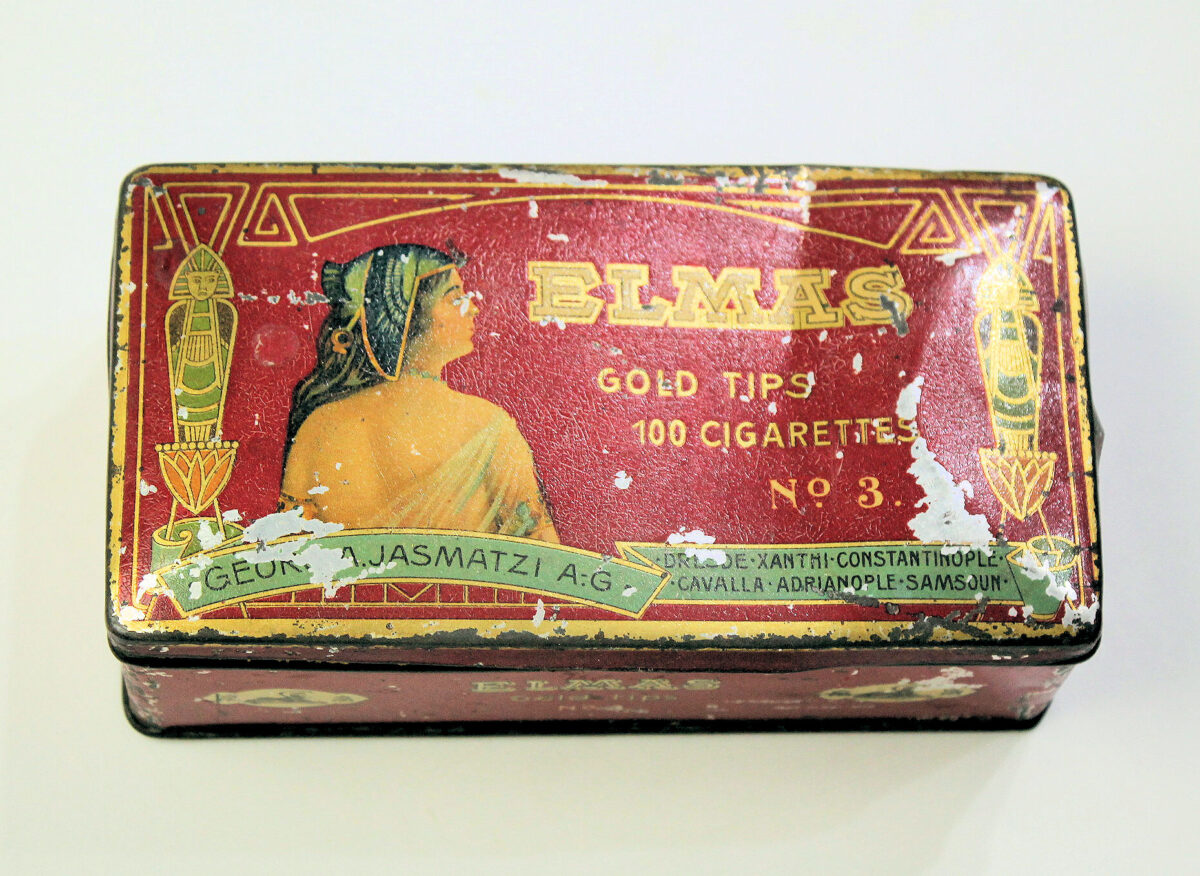 ELMAS
GOLD TIPS
100 CIGARETTES
No 3.
A. JASMATZI A.-G.
DRESDE·XANTHI·CONSTANTINOPLE·
·CAVALLA·ADRIANOPLE·SAMSOUN·
ELMAS